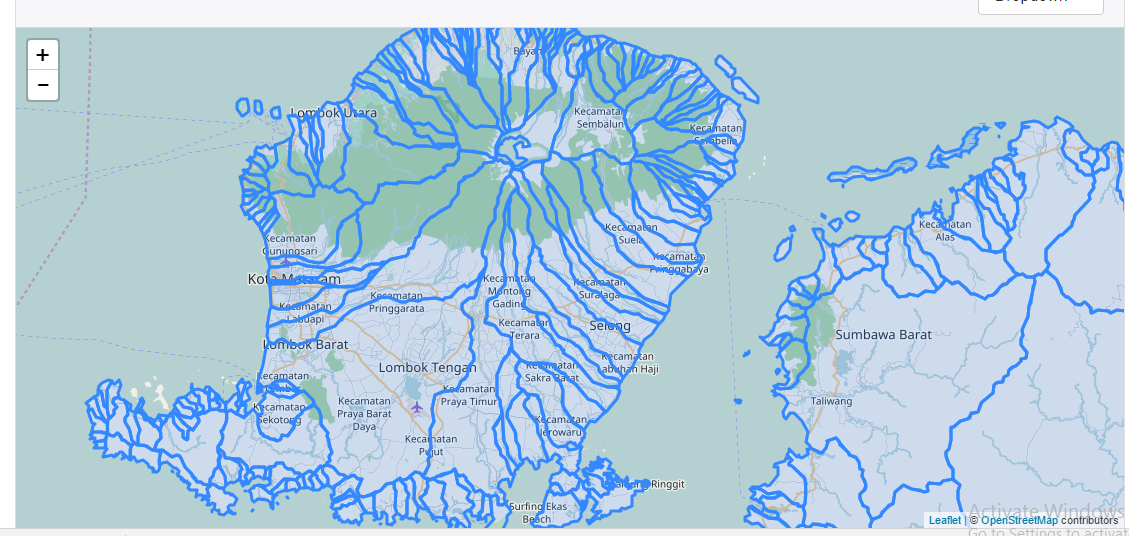 Dropdown
+
−
Bayan
Lombok Utara
Kecamatan
Sembalun
Kecamatan
Sambelia
Kecamatan
Gunungsari
Kecamatan
Suela
Kecamatan
Alas
Kecamatan
Pringgabaya
Kota Mataram
Kecamatan
Montong
Gading
Kecamatan
Suralaga
Kecamatan
Pringgarata
Kecamatan
Labuapi
Kecamatan
Terara
Selong
Sumbawa Barat
Lombok Barat
Kecamatan
Labuhan Haji
Lombok Tengah
Kecamatan
Sakra Barat
Kecamatan
Kecamatan
Praya Timur
Taliwang
Kecamatan
Sekotong
Kecamatan
Praya Barat
Daya
Kecamatan
Jerowaru
Kecamatan
Pujut
Ringgit
Surfing Ekas
Beach
Activate Windows
Leaflet | © OpenStreetMap contributors
Go to Settings to activat